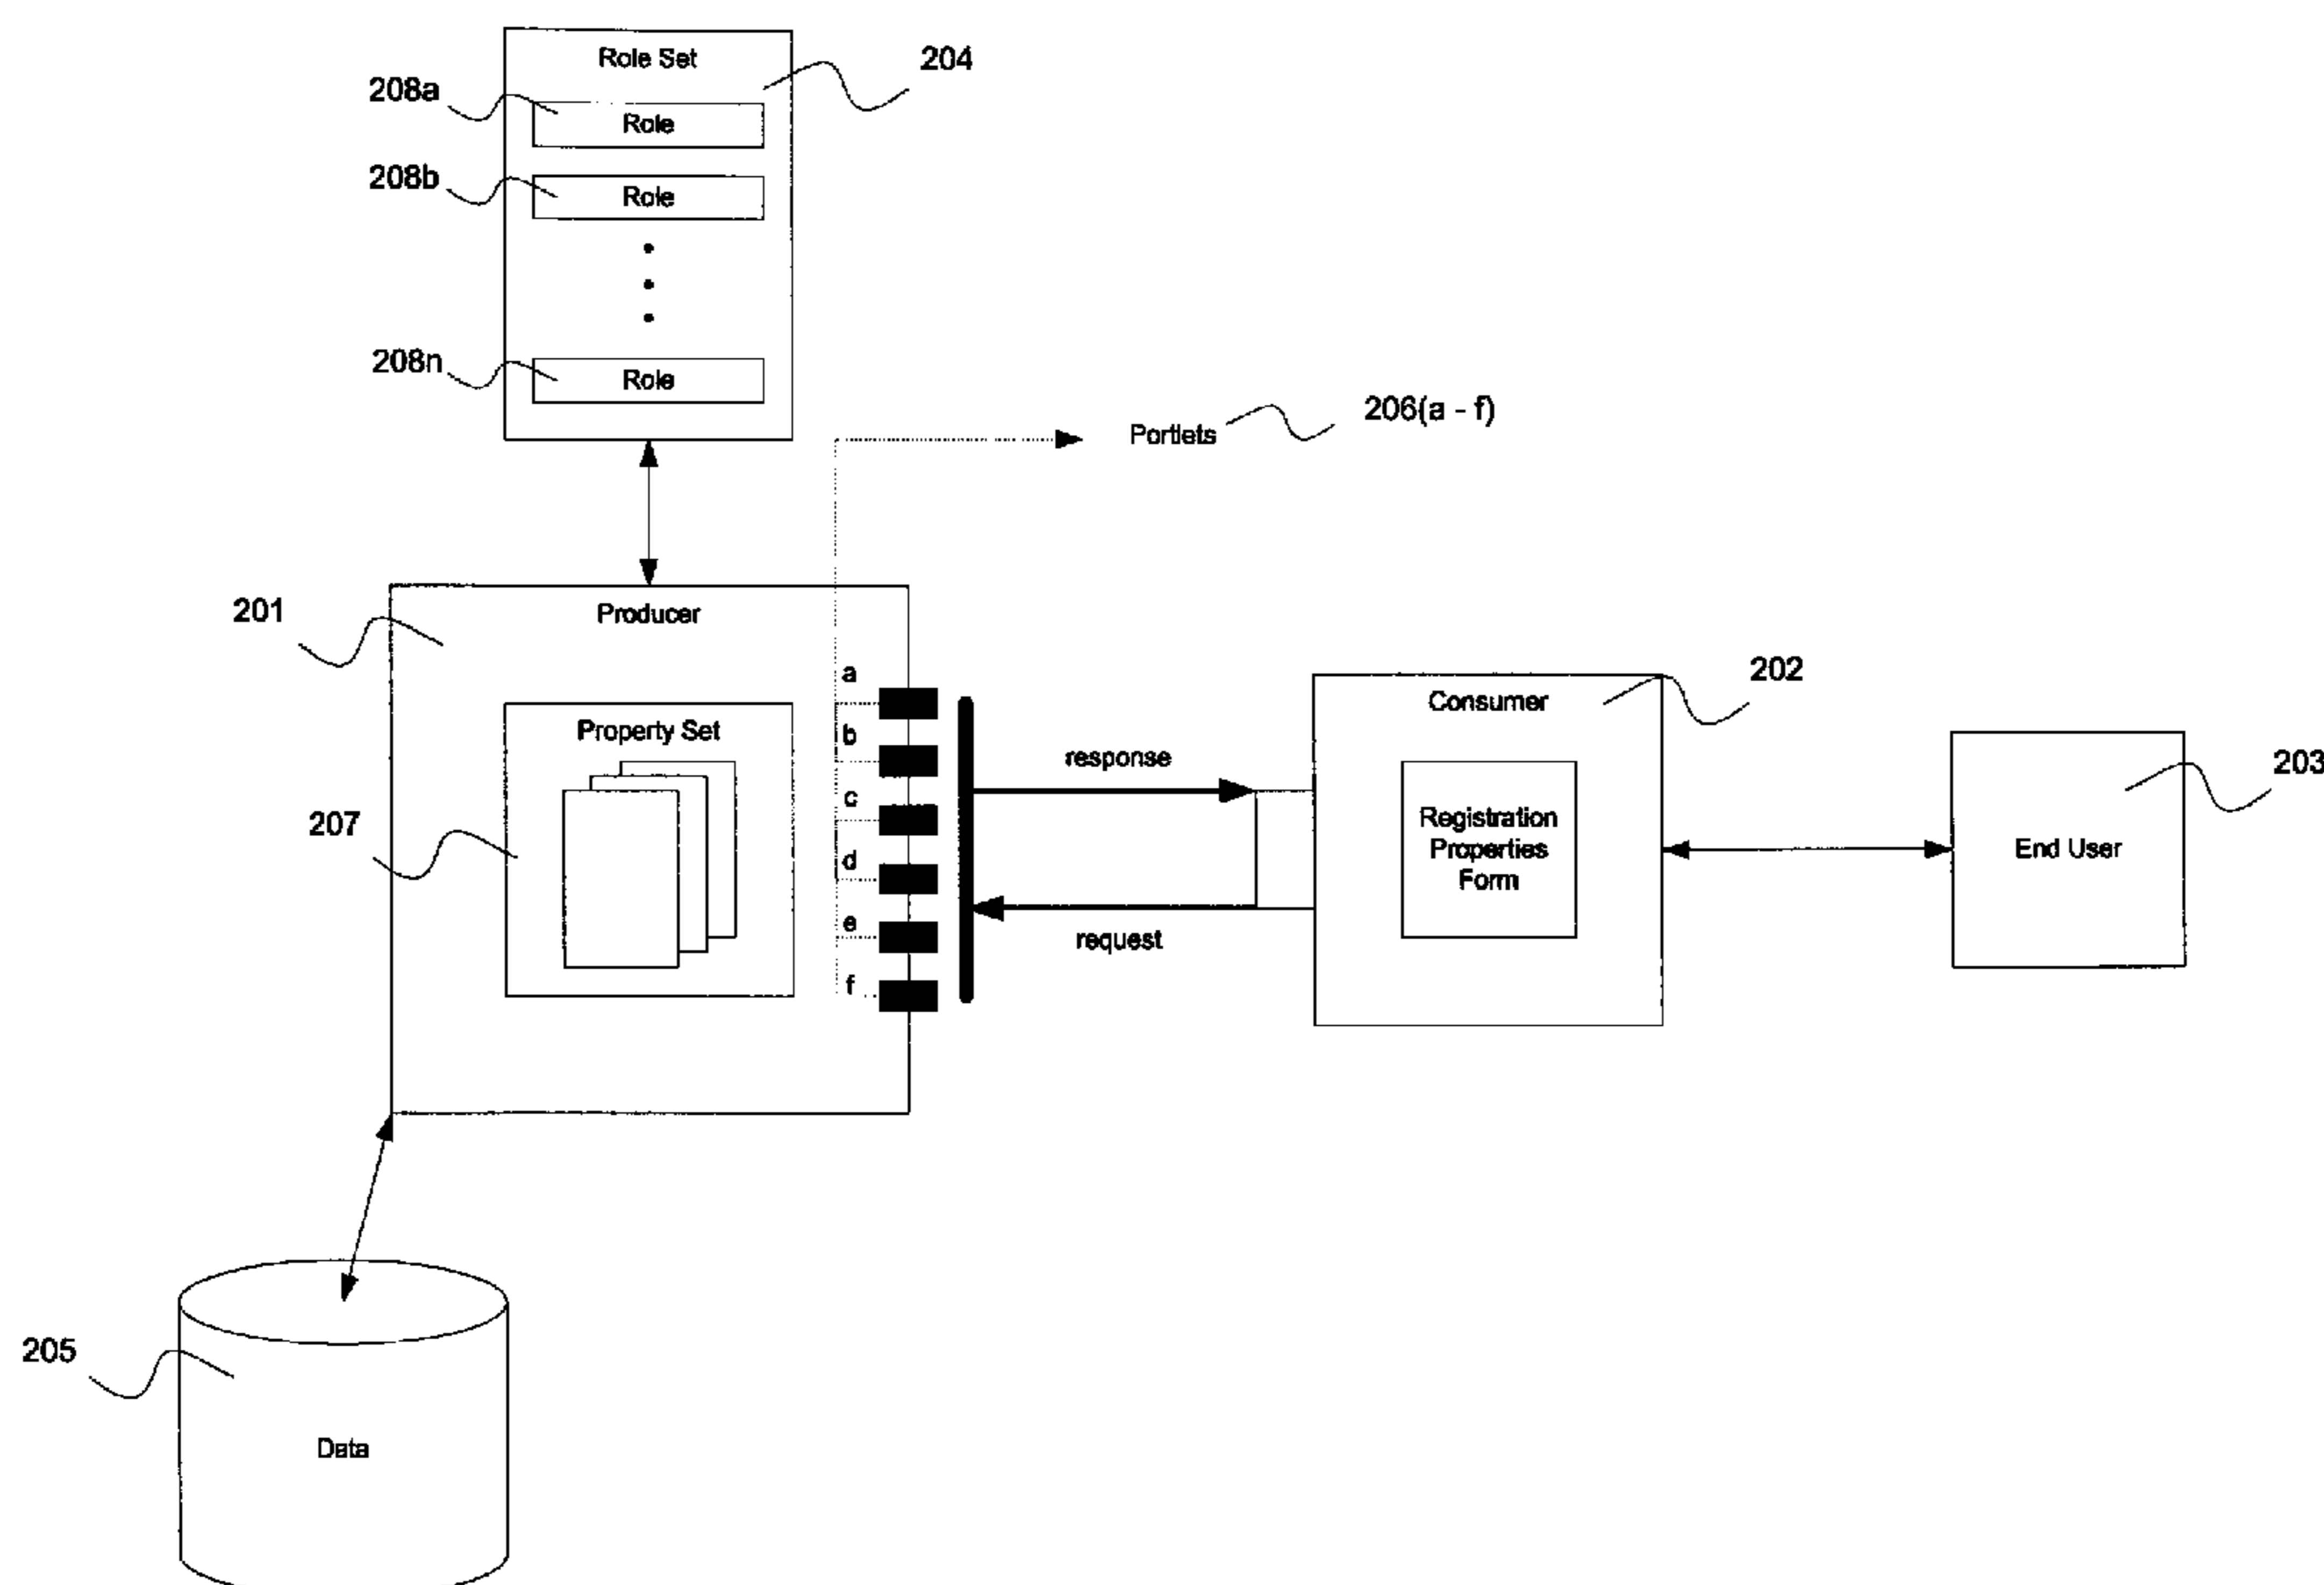 Role Set
204
208a
Role
208b
Role
208n
Role
206(a - f)
Portlets
201
Producer
a
b
c
d
e
f
Property Set
207
response
request
202
Consumer
Registration
Properties
Form
203
End User
205
Data